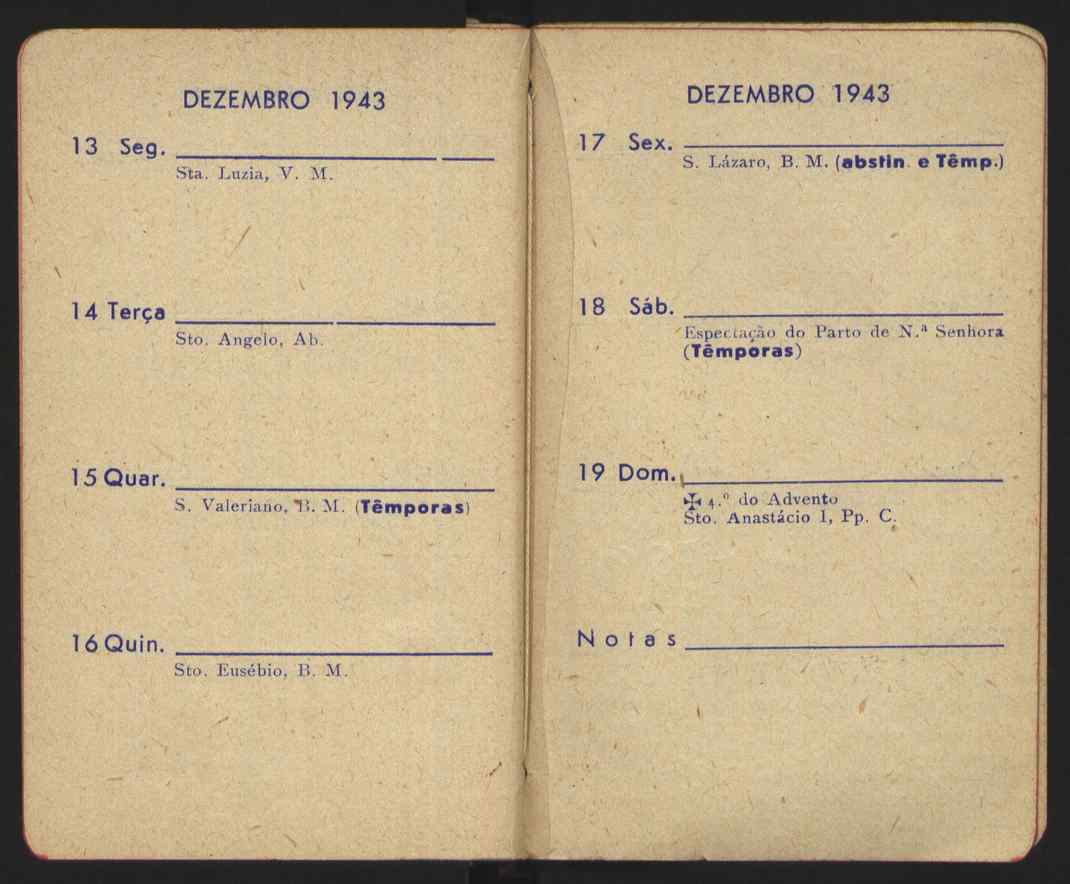 DEZEMBRO 1943
13 Seg.
Sta. Luzia, V. M.
14 Terça
Sto. Angelo, Ab.
15 Quar.
S. Valeriano, B. M. (Têmporas)
16 Quin.
Sto. Eusébio, B. M.
DEZEMBRO 1943
17 Sex.
S. Lázaro, B. M. (abstin. e Têmp.)
18 Sáb.
Espectação do Parto de N.ª Senhora
(Têmporas)
19 Dom.
✠ 4.º do Advento
Sto. Anastácio I, Pp. C.
Notas